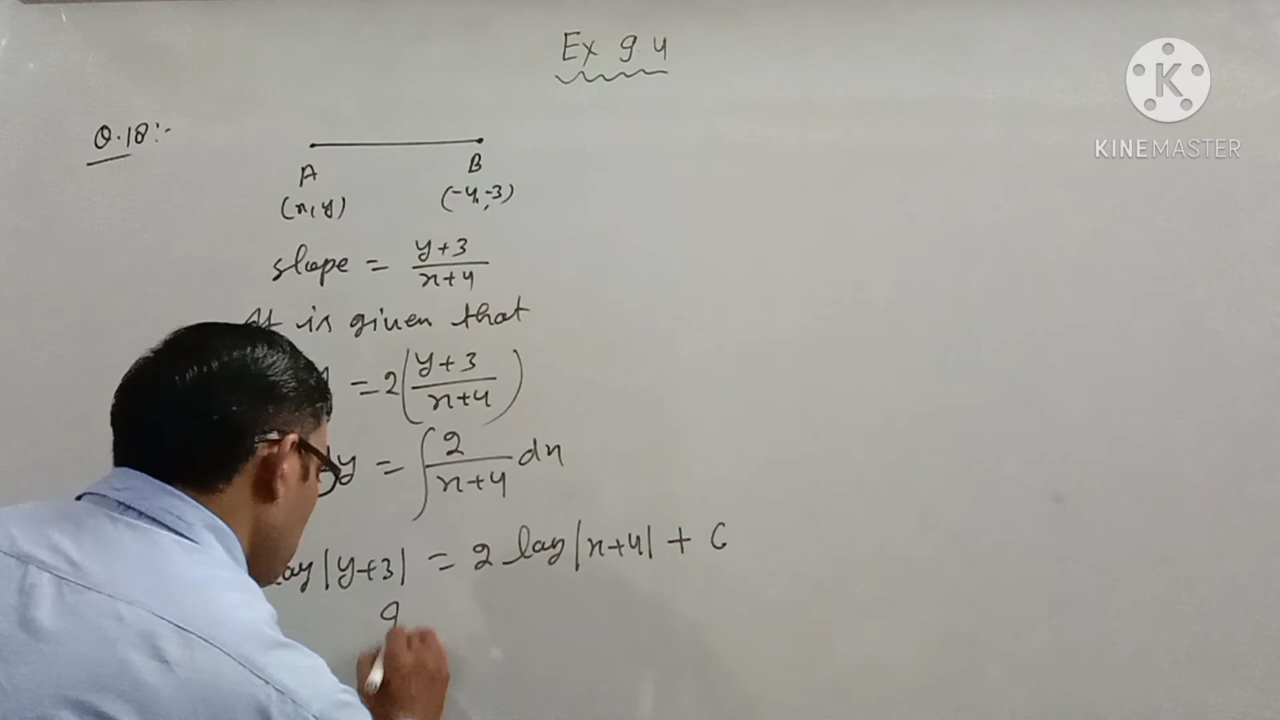 Ex 9 4
K
KINEMASTER
Q.18:-
A B
(x, y) (-4, -3)
slope = y+3 / x+4
It is given that
= 2(y+3 / x+4)
dy = ∫ 2 / x+4 dx
log|y+3| = 2 log|x+4| + C